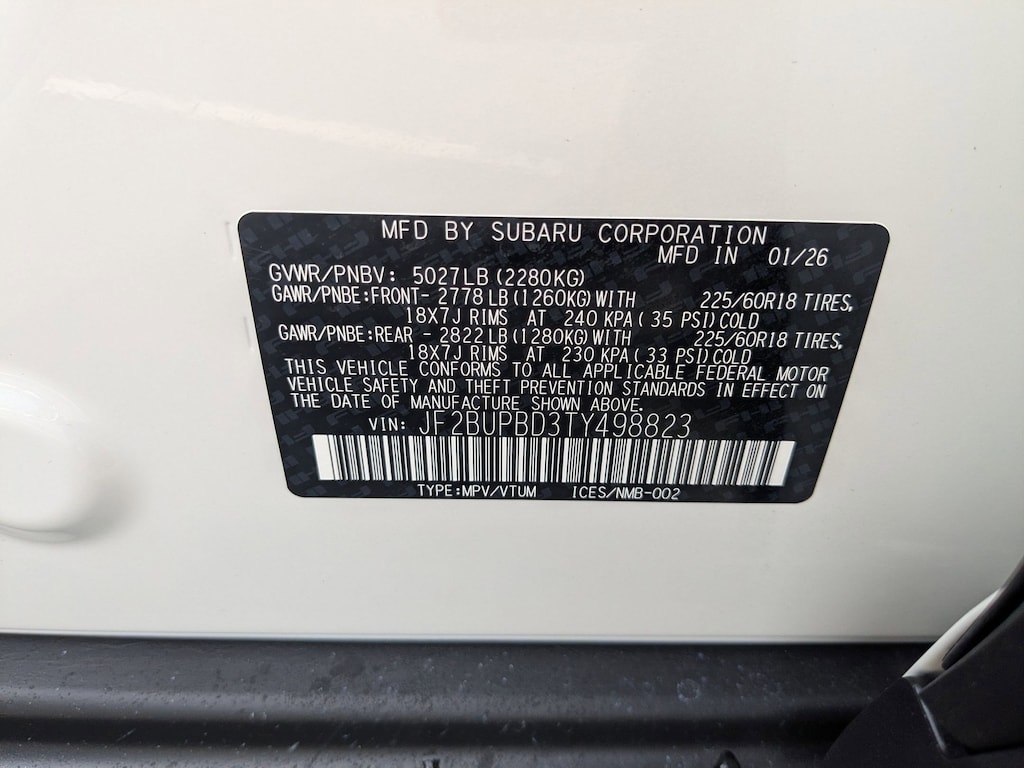 MFD BY SUBARU CORPORATION
MFD IN 01/26
GVWR/PNBV: 5027LB (2280KG)
GAWR/PNBE:FRONT- 2778 LB (1260KG) WITH 225/60R18 TIRES,
18X7J RIMS AT 240 KPA ( 35 PSI) COLD
GAWR/PNBE:REAR - 2822 LB (1280KG) WITH 225/60R18 TIRES,
18X7J RIMS AT 230 KPA ( 33 PSI) COLD
THIS VEHICLE CONFORMS TO ALL APPLICABLE FEDERAL MOTOR
VEHICLE SAFETY AND THEFT PREVENTION STANDARDS IN EFFECT ON
THE DATE OF MANUFACTURE SHOWN ABOVE.
VIN: JF2BUPBD3TY498823
TYPE:MPV/VTUM ICES/NMB-002